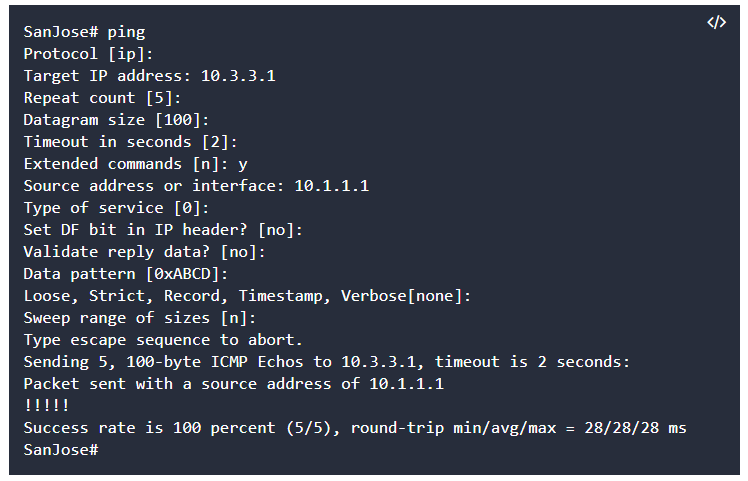 </>
SanJose# ping
Protocol [ip]:
Target IP address: 10.3.3.1
Repeat count [5]:
Datagram size [100]:
Timeout in seconds [2]:
Extended commands [n]: y
Source address or interface: 10.1.1.1
Type of service [0]:
Set DF bit in IP header? [no]:
Validate reply data? [no]:
Data pattern [0xABCD]:
Loose, Strict, Record, Timestamp, Verbose[none]:
Sweep range of sizes [n]:
Type escape sequence to abort.
Sending 5, 100-byte ICMP Echos to 10.3.3.1, timeout is 2 seconds:
Packet sent with a source address of 10.1.1.1
!!!!!
Success rate is 100 percent (5/5), round-trip min/avg/max = 28/28/28 ms
SanJose#